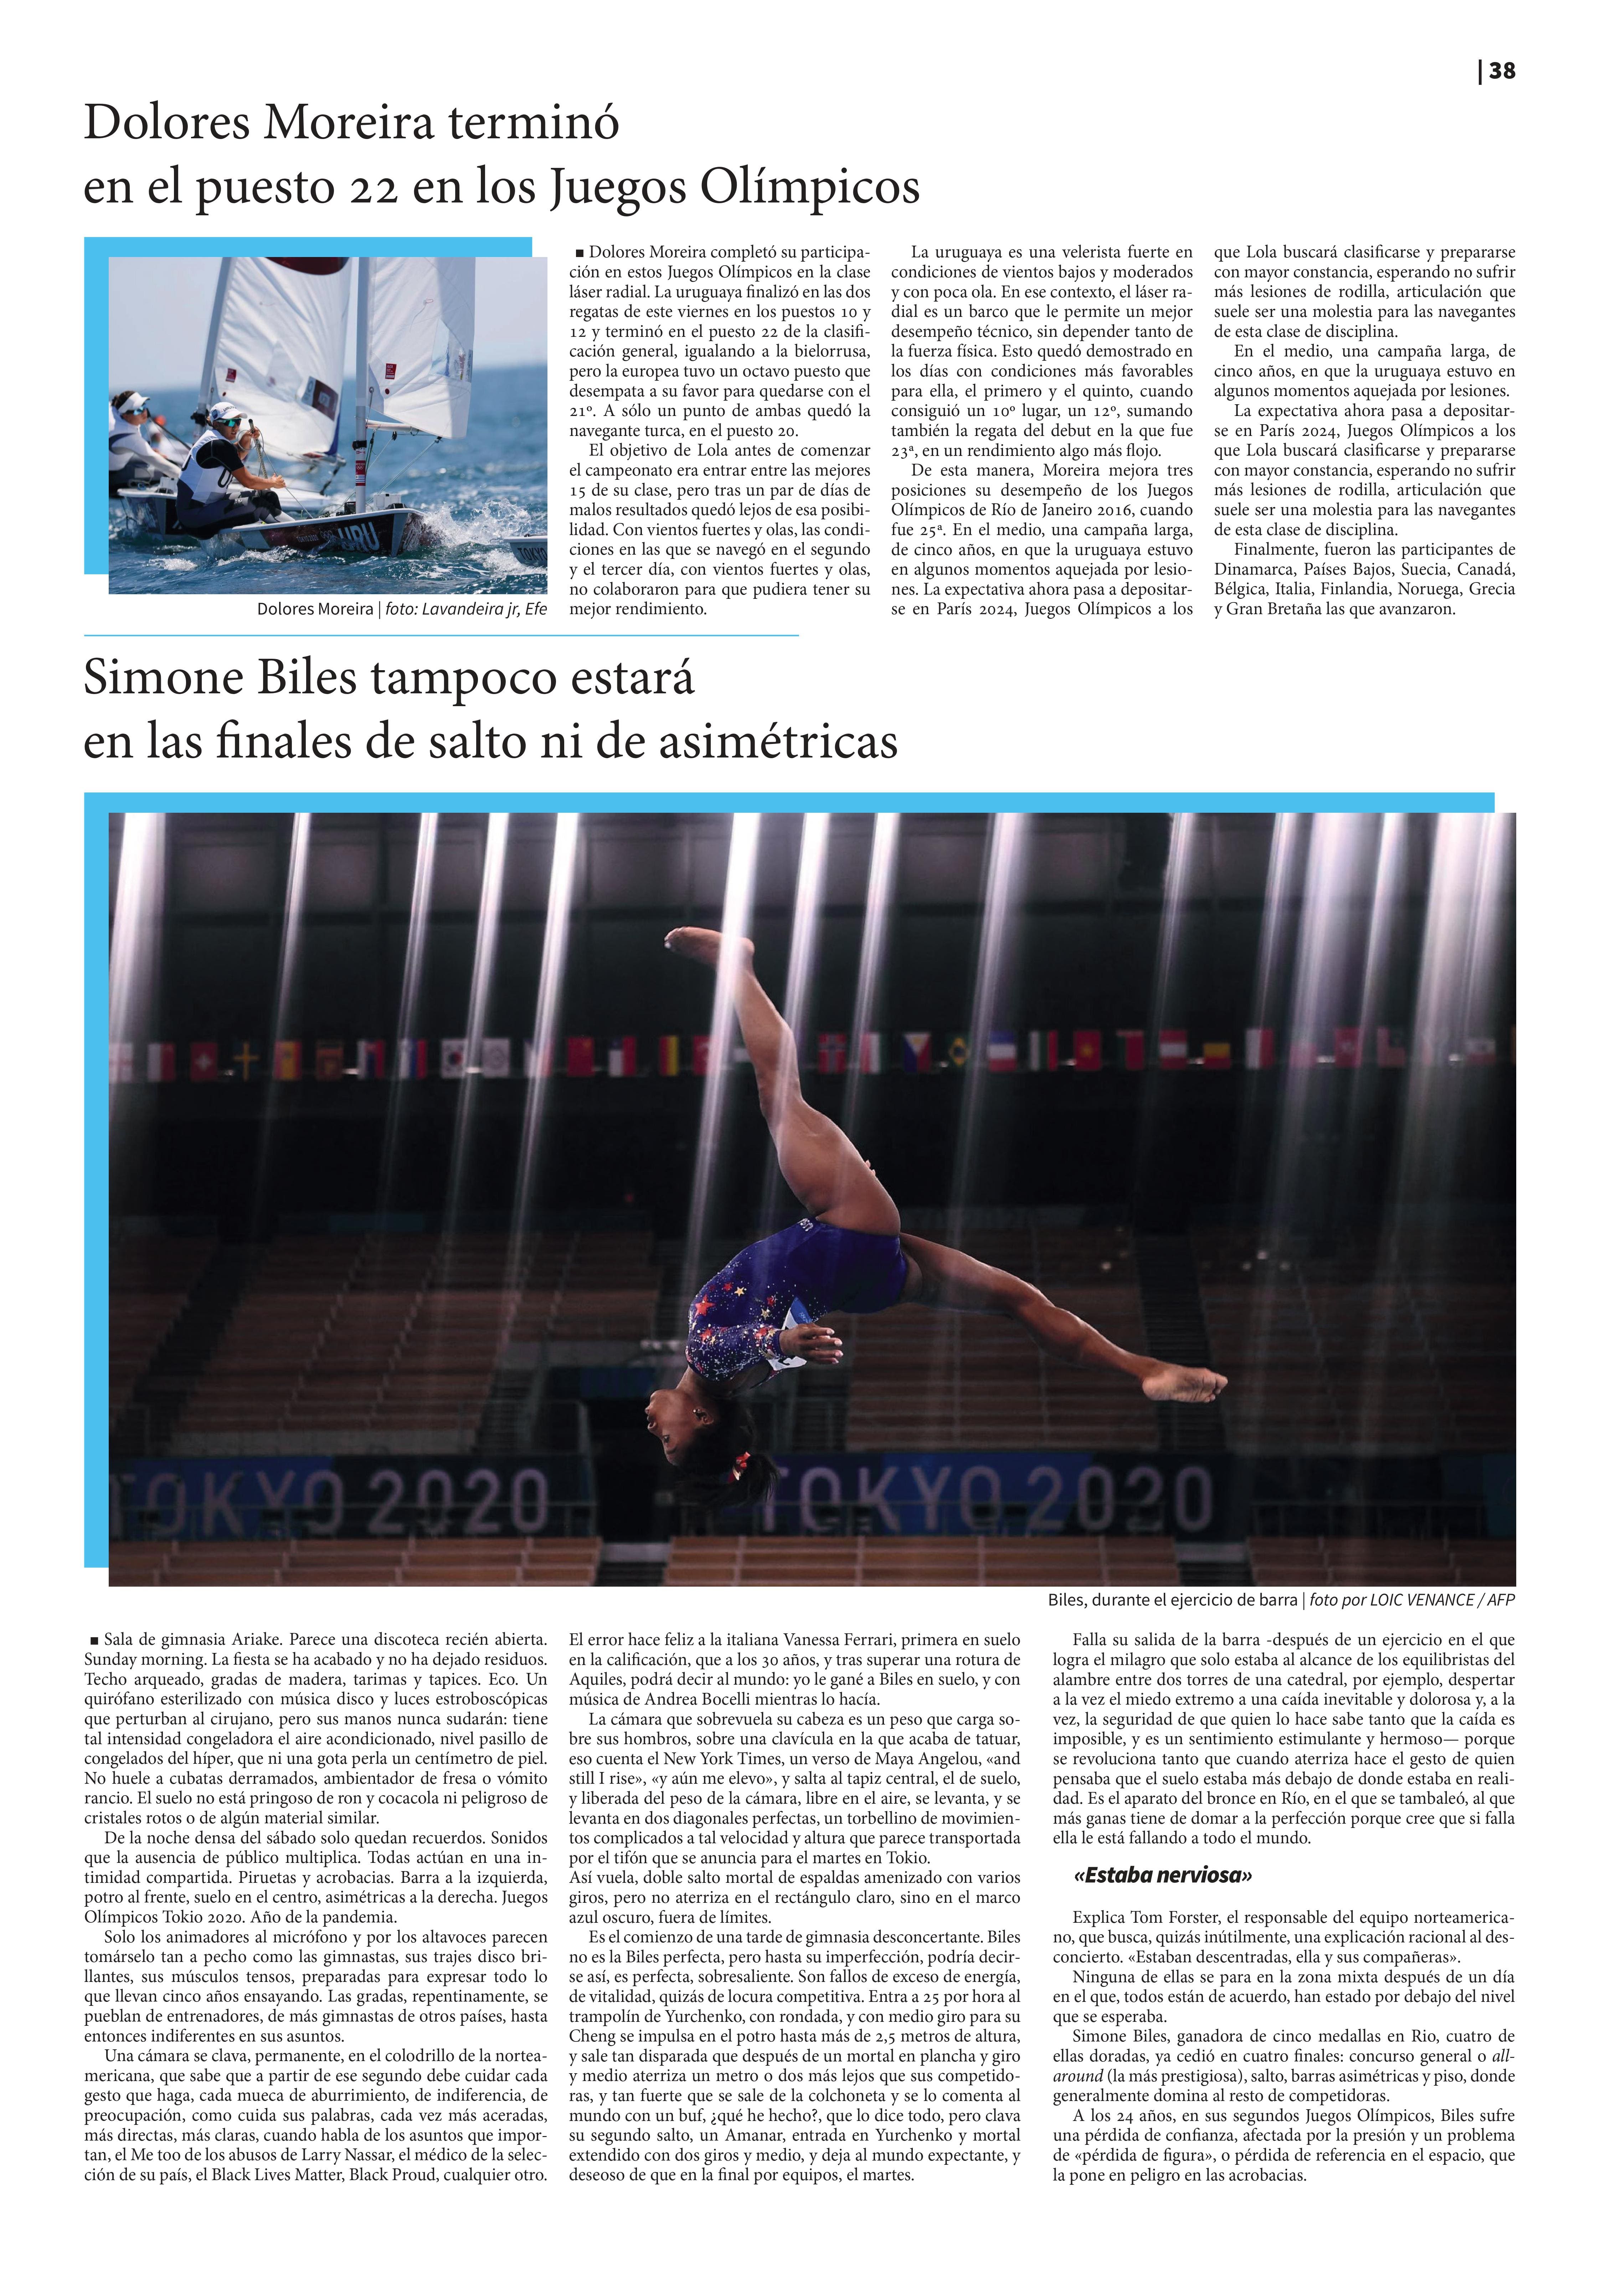 | 38
Dolores Moreira terminó
en el puesto 22 en los Juegos Olímpicos
URU
TOKYO
Dolores Moreira | foto: Lavandeira jr, Efe
■ Dolores Moreira completó su participa-
ción en estos Juegos Olímpicos en la clase
láser radial. La uruguaya finalizó en las dos
regatas de este viernes en los puestos 10 y
12 y terminó en el puesto 22 de la clasifi-
cación general, igualando a la bielorrusa,
pero la europea tuvo un octavo puesto que
desempata a su favor para quedarse con el
21º. A sólo un punto de ambas quedó la
navegante turca, en el puesto 20.
El objetivo de Lola antes de comenzar
el campeonato era entrar entre las mejores
15 de su clase, pero tras un par de días de
malos resultados quedó lejos de esa posibi-
lidad. Con vientos fuertes y olas, las condi-
ciones en las que se navegó en el segundo
y el tercer día, con vientos fuertes y olas,
no colaboraron para que pudiera tener su
mejor rendimiento.
La uruguaya es una velerista fuerte en
condiciones de vientos bajos y moderados
y con poca ola. En ese contexto, el láser ra-
dial es un barco que le permite un mejor
desempeño técnico, sin depender tanto de
la fuerza física. Esto quedó demostrado en
los días con condiciones más favorables
para ella, el primero y el quinto, cuando
consiguió un 10º lugar, un 12º, sumando
también la regata del debut en la que fue
23ª, en un rendimiento algo más flojo.
De esta manera, Moreira mejora tres
posiciones su desempeño de los Juegos
Olímpicos de Río de Janeiro 2016, cuando
fue 25ª. En el medio, una campaña larga,
de cinco años, en que la uruguaya estuvo
en algunos momentos aquejada por lesio-
nes. La expectativa ahora pasa a depositar-
se en París 2024, Juegos Olímpicos a los
que Lola buscará clasificarse y prepararse
con mayor constancia, esperando no sufrir
más lesiones de rodilla, articulación que
suele ser una molestia para las navegantes
de esta clase de disciplina.
En el medio, una campaña larga, de
cinco años, en que la uruguaya estuvo en
algunos momentos aquejada por lesiones.
La expectativa ahora pasa a depositar-
se en París 2024, Juegos Olímpicos a los
que Lola buscará clasificarse y prepararse
con mayor constancia, esperando no sufrir
más lesiones de rodilla, articulación que
suele ser una molestia para las navegantes
de esta clase de disciplina.
Finalmente, fueron las participantes de
Dinamarca, Países Bajos, Suecia, Canadá,
Bélgica, Italia, Finlandia, Noruega, Grecia
y Gran Bretaña las que avanzaron.
Simone Biles tampoco estará
en las finales de salto ni de asimétricas
TOKYO 2020 TOKYO 2020
Biles, durante el ejercicio de barra | foto por LOIC VENANCE / AFP
■ Sala de gimnasia Ariake. Parece una discoteca recién abierta.
Sunday morning. La fiesta se ha acabado y no ha dejado residuos.
Techo arqueado, gradas de madera, tarimas y tapices. Eco. Un
quirófano esterilizado con música disco y luces estroboscópicas
que perturban al cirujano, pero sus manos nunca sudarán: tiene
tal intensidad congeladora el aire acondicionado, nivel pasillo de
congelados del híper, que ni una gota perla un centímetro de piel.
No huele a cubatas derramados, ambientador de fresa o vómito
rancio. El suelo no está pringoso de ron y cocacola ni peligroso de
cristales rotos o de algún material similar.
De la noche densa del sábado solo quedan recuerdos. Sonidos
que la ausencia de público multiplica. Todas actúan en una in-
timidad compartida. Piruetas y acrobacias. Barra a la izquierda,
potro al frente, suelo en el centro, asimétricas a la derecha. Juegos
Olímpicos Tokio 2020. Año de la pandemia.
Solo los animadores al micrófono y por los altavoces parecen
tomárselo tan a pecho como las gimnastas, sus trajes disco bri-
llantes, sus músculos tensos, preparadas para expresar todo lo
que llevan cinco años ensayando. Las gradas, repentinamente, se
pueblan de entrenadores, de más gimnastas de otros países, hasta
entonces indiferentes en sus asuntos.
Una cámara se clava, permanente, en el colodrillo de la nortea-
mericana, que sabe que a partir de ese segundo debe cuidar cada
gesto que haga, cada mueca de aburrimiento, de indiferencia, de
preocupación, como cuida sus palabras, cada vez más aceradas,
más directas, más claras, cuando habla de los asuntos que impor-
tan, el Me too de los abusos de Larry Nassar, el médico de la selec-
ción de su país, el Black Lives Matter, Black Proud, cualquier otro.
El error hace feliz a la italiana Vanessa Ferrari, primera en suelo
en la calificación, que a los 30 años, y tras superar una rotura de
Aquiles, podrá decir al mundo: yo le gané a Biles en suelo, y con
música de Andrea Bocelli mientras lo hacía.
La cámara que sobrevuela su cabeza es un peso que carga so-
bre sus hombros, sobre una clavícula en la que acaba de tatuar,
eso cuenta el New York Times, un verso de Maya Angelou, «and
still I rise», «y aún me elevo», y salta al tapiz central, el de suelo,
y liberada del peso de la cámara, libre en el aire, se levanta, y se
levanta en dos diagonales perfectas, un torbellino de movimien-
tos complicados a tal velocidad y altura que parece transportada
por el tifón que se anuncia para el martes en Tokio.
Así vuela, doble salto mortal de espaldas amenizado con varios
giros, pero no aterriza en el rectángulo claro, sino en el marco
azul oscuro, fuera de límites.
Es el comienzo de una tarde de gimnasia desconcertante. Biles
no es la Biles perfecta, pero hasta su imperfección, podría decir-
se así, es perfecta, sobresaliente. Son fallos de exceso de energía,
de vitalidad, quizás de locura competitiva. Entra a 25 por hora al
trampolín de Yurchenko, con rondada, y con medio giro para su
Cheng se impulsa en el potro hasta más de 2,5 metros de altura,
y sale tan disparada que después de un mortal en plancha y giro
y medio aterriza un metro o dos más lejos que sus competido-
ras, y tan fuerte que se sale de la colchoneta y se lo comenta al
mundo con un buf, ¿qué he hecho?, que lo dice todo, pero clava
su segundo salto, un Amanar, entrada en Yurchenko y mortal
extendido con dos giros y medio, y deja al mundo expectante, y
deseoso de que en la final por equipos, el martes.
Falla su salida de la barra -después de un ejercicio en el que
logra el milagro que solo estaba al alcance de los equilibristas del
alambre entre dos torres de una catedral, por ejemplo, despertar
a la vez el miedo extremo a una caída inevitable y dolorosa y, a la
vez, la seguridad de que quien lo hace sabe tanto que la caída es
imposible, y es un sentimiento estimulante y hermoso— porque
se revoluciona tanto que cuando aterriza hace el gesto de quien
pensaba que el suelo estaba más debajo de donde estaba en reali-
dad. Es el aparato del bronce en Río, en el que se tambaleó, al que
más ganas tiene de domar a la perfección porque cree que si falla
ella le está fallando a todo el mundo.
«Estaba nerviosa»
Explica Tom Forster, el responsable del equipo norteamerica-
no, que busca, quizás inútilmente, una explicación racional al des-
concierto. «Estaban descentradas, ella y sus compañeras».
Ninguna de ellas se para en la zona mixta después de un día
en el que, todos están de acuerdo, han estado por debajo del nivel
que se esperaba.
Simone Biles, ganadora de cinco medallas en Rio, cuatro de
ellas doradas, ya cedió en cuatro finales: concurso general o all-
around (la más prestigiosa), salto, barras asimétricas y piso, donde
generalmente domina al resto de competidoras.
A los 24 años, en sus segundos Juegos Olímpicos, Biles sufre
una pérdida de confianza, afectada por la presión y un problema
de «pérdida de figura», o pérdida de referencia en el espacio, que
la pone en peligro en las acrobacias.